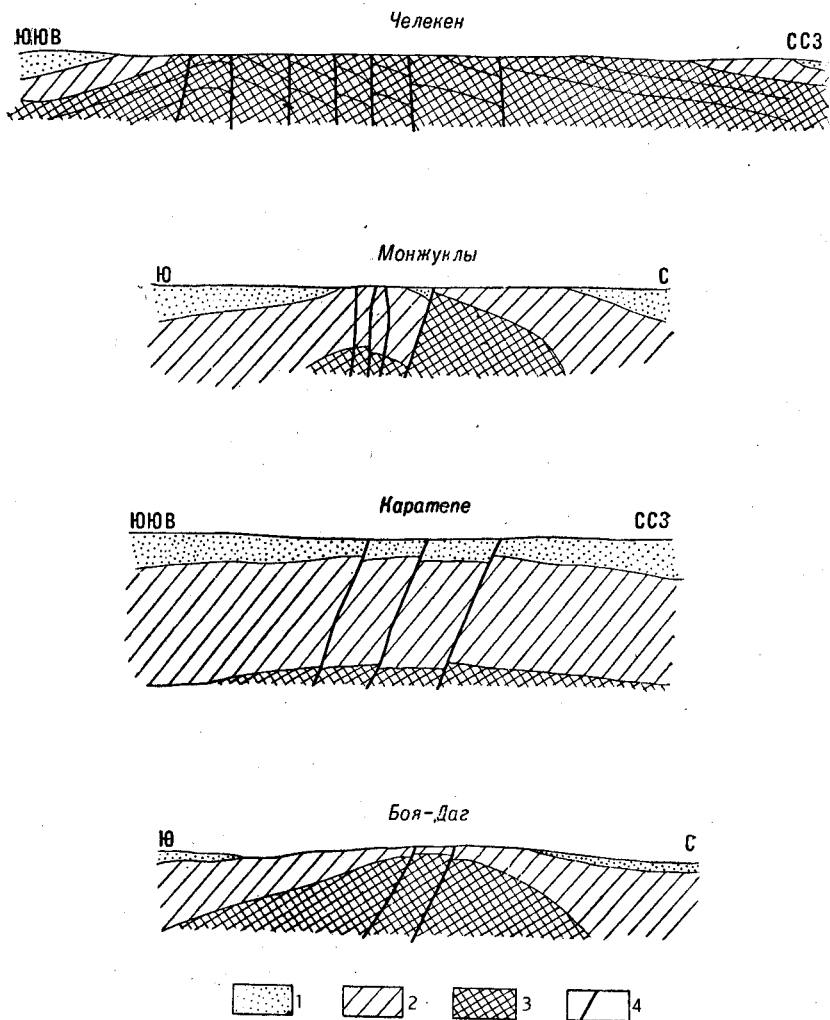 Челекен
ЮЮВ ССЗ
Монжуклы
Ю С
Каратепе
ЮЮВ ССЗ
Боя-Даг
Ю С
1 2 3 4